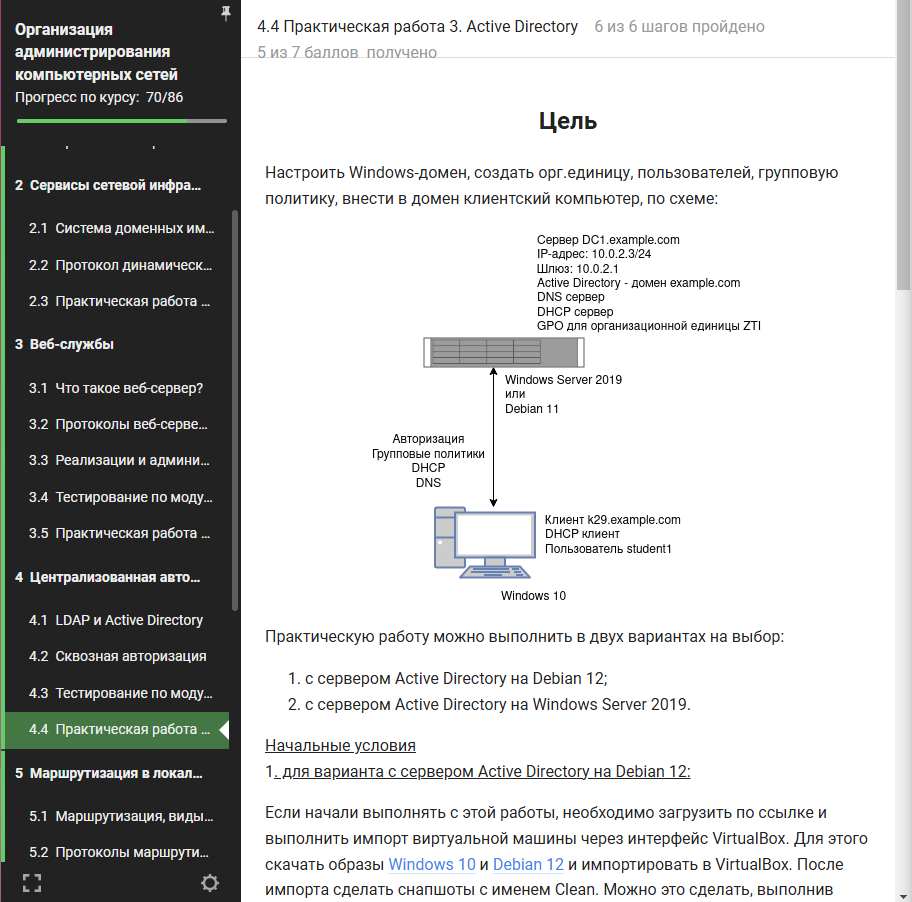 Организация
администрирования
компьютерных сетей
Прогресс по курсу: 70/86
2 Сервисы сетевой инфра...
2.1 Система доменных им...
2.2 Протокол динамическ...
2.3 Практическая работа ...
3 Веб-службы
3.1 Что такое веб-сервер?
3.2 Протоколы веб-серве...
3.3 Реализации и админи...
3.4 Тестирование по моду...
3.5 Практическая работа ...
4 Централизованная авто...
4.1 LDAP и Active Directory
4.2 Сквозная авторизация
4.3 Тестирование по моду...
4.4 Практическая работа ...
5 Маршрутизация в локал...
5.1 Маршрутизация, виды...
5.2 Протоколы маршрути...
4.4 Практическая работа 3. Active Directory 6 из 6 шагов пройдено
5 из 7 баллов получено
Цель
Настроить Windows-домен, создать орг.единицу, пользователей, групповую
политику, внести в домен клиентский компьютер, по схеме:
Сервер DC1.example.com
IP-адрес: 10.0.2.3/24
Шлюз: 10.0.2.1
Active Directory - домен example.com
DNS сервер
DHCP сервер
GPO для организационной единицы ZTI
Windows Server 2019
или
Debian 11
Авторизация
Групповые политики
DHCP
DNS
Клиент k29.example.com
DHCP клиент
Пользователь student1
Windows 10
Практическую работу можно выполнить в двух вариантах на выбор:
1. с сервером Active Directory на Debian 12;
2. с сервером Active Directory на Windows Server 2019.
Начальные условия
1. для варианта с сервером Active Directory на Debian 12:
Если начали выполнять с этой работы, необходимо загрузить по ссылке и
выполнить импорт виртуальной машины через интерфейс VirtualBox. Для этого
скачать образы Windows 10 и Debian 12 и импортировать в VirtualBox. После
импорта сделать снапшоты с именем Clean. Можно это сделать, выполнив